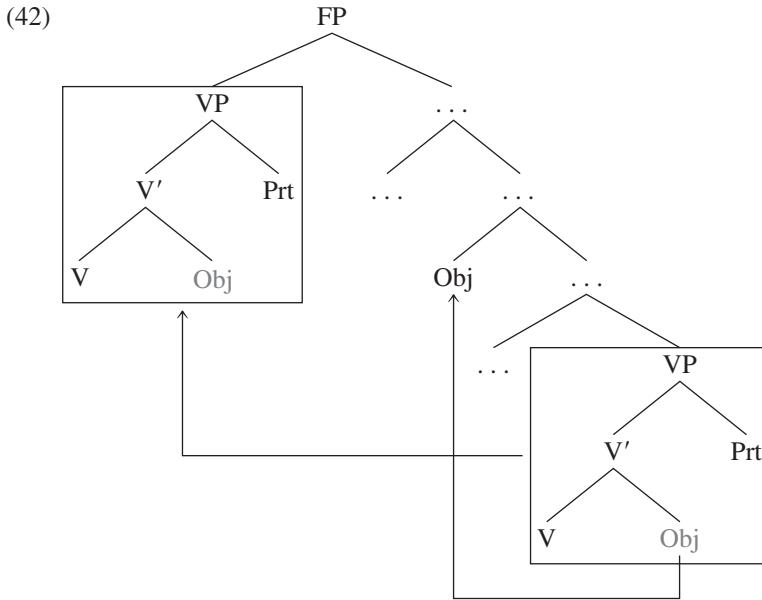 (42) FP
VP . . .
V′ Prt . . . . . .
V Obj Obj . . .
. . . VP
V′ Prt
V Obj